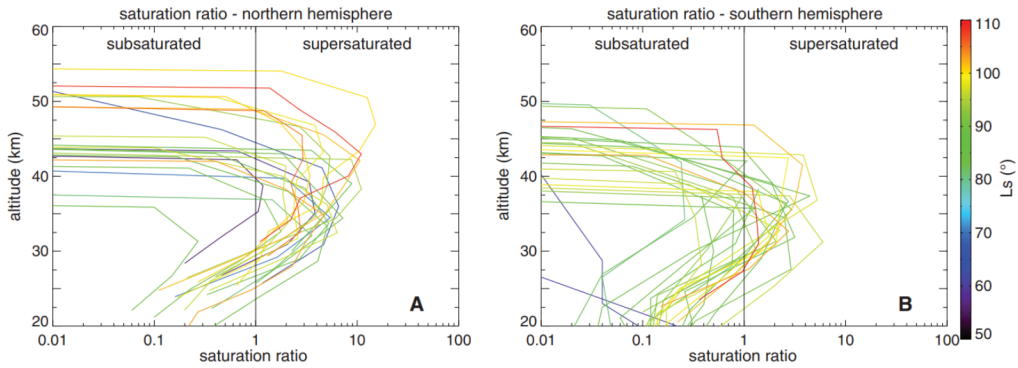 saturation ratio - northern hemisphere
subsaturated
supersaturated
60
50
40
30
20
altitude (km)
A
0.01
0.1
1
10
100
saturation ratio
saturation ratio - southern hemisphere
subsaturated
supersaturated
60
50
40
30
20
altitude (km)
B
0.01
0.1
1
10
100
saturation ratio
110
100
90
80
70
60
50
Ls (°)